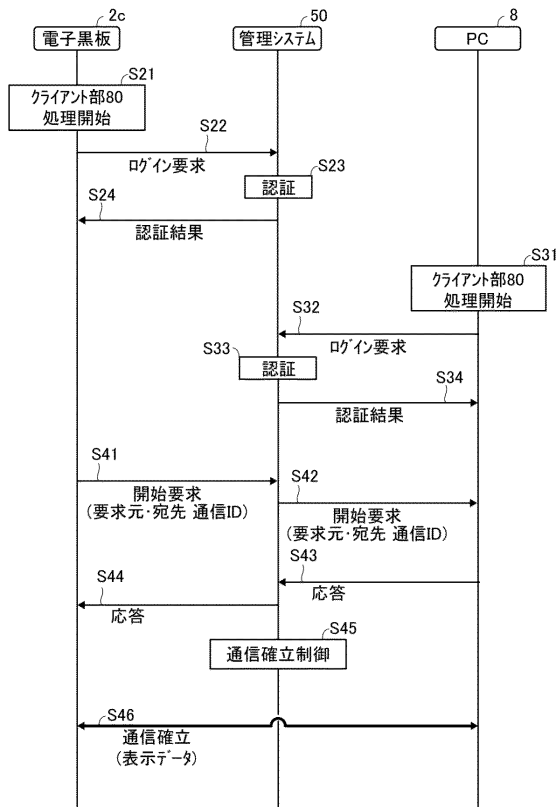 2c
50
8
電子黒板
管理システム
PC
S21
クライアント部80
処理開始
S22
ログイン要求
S23
認証
S24
認証結果
S31
クライアント部80
処理開始
S32
ログイン要求
S33
認証
S34
認証結果
S41
開始要求
(要求元・宛先 通信ID)
S42
開始要求
(要求元・宛先 通信ID)
S43
応答
S44
応答
S45
通信確立制御
S46
通信確立
(表示データ)